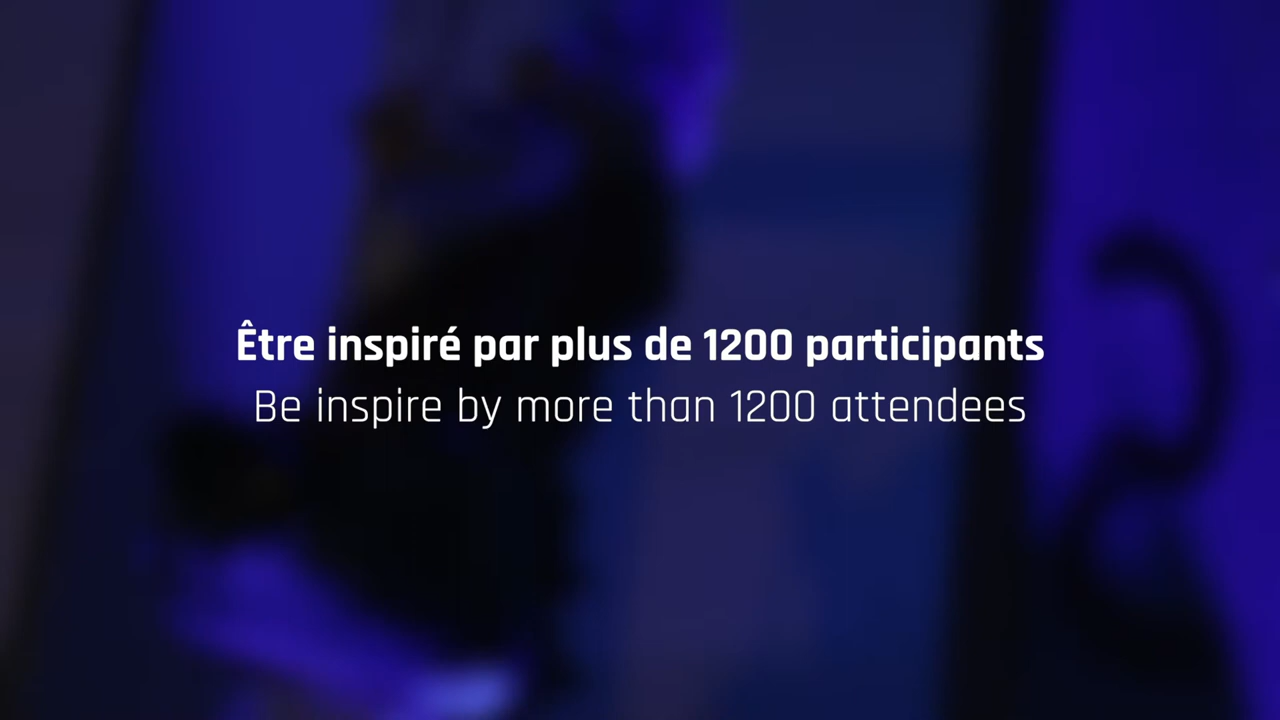 Être inspiré par plus de 1200 participants
Be inspire by more than 1200 attendees